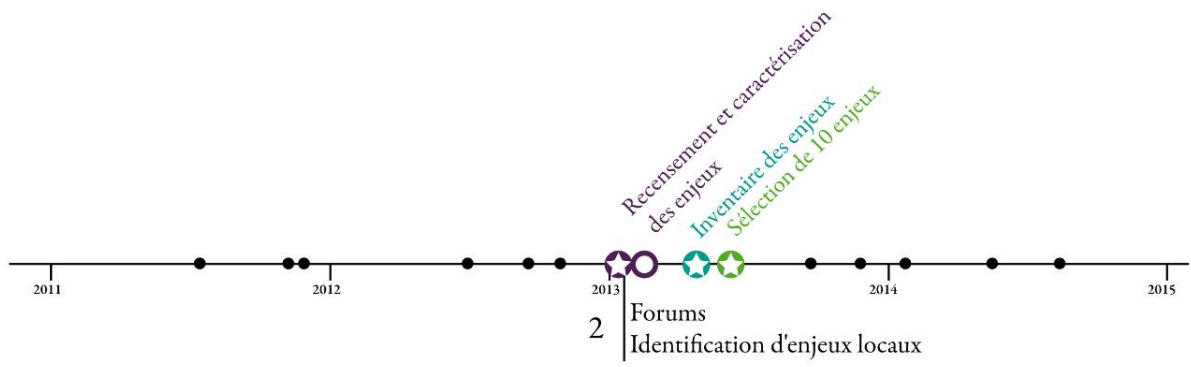 Recensement et caractérisation
des enjeux
Inventaire des enjeux
Sélection de 10 enjeux
2011
2012
2013
2014
2015
2
Forums
Identification d'enjeux locaux